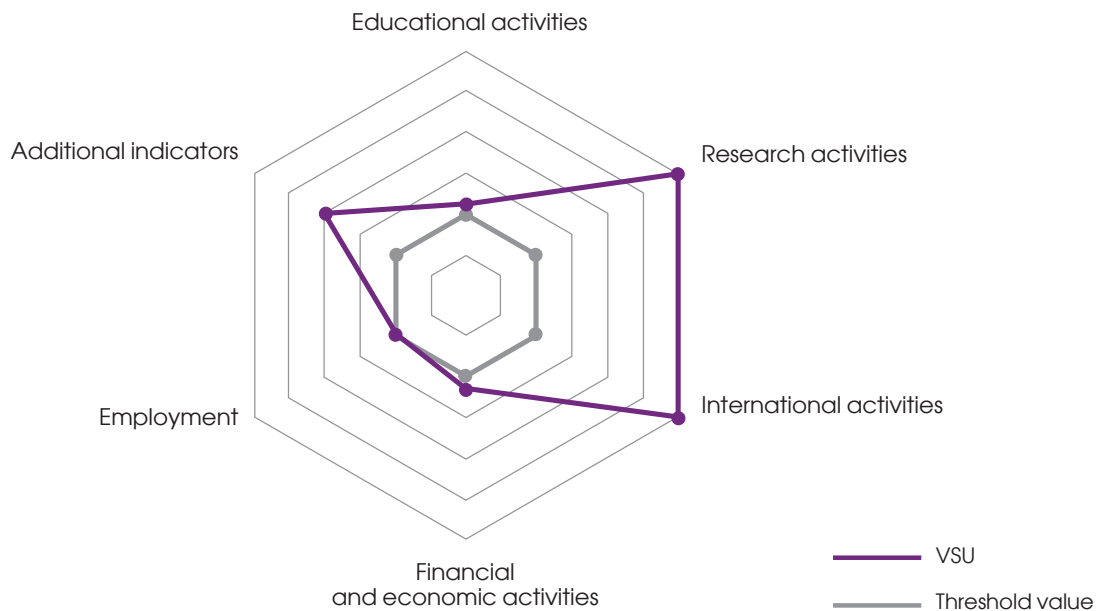 Educational activities
Additional indicators
Research activities
Employment
International activities
Financial
and economic activities
VSU
Threshold value